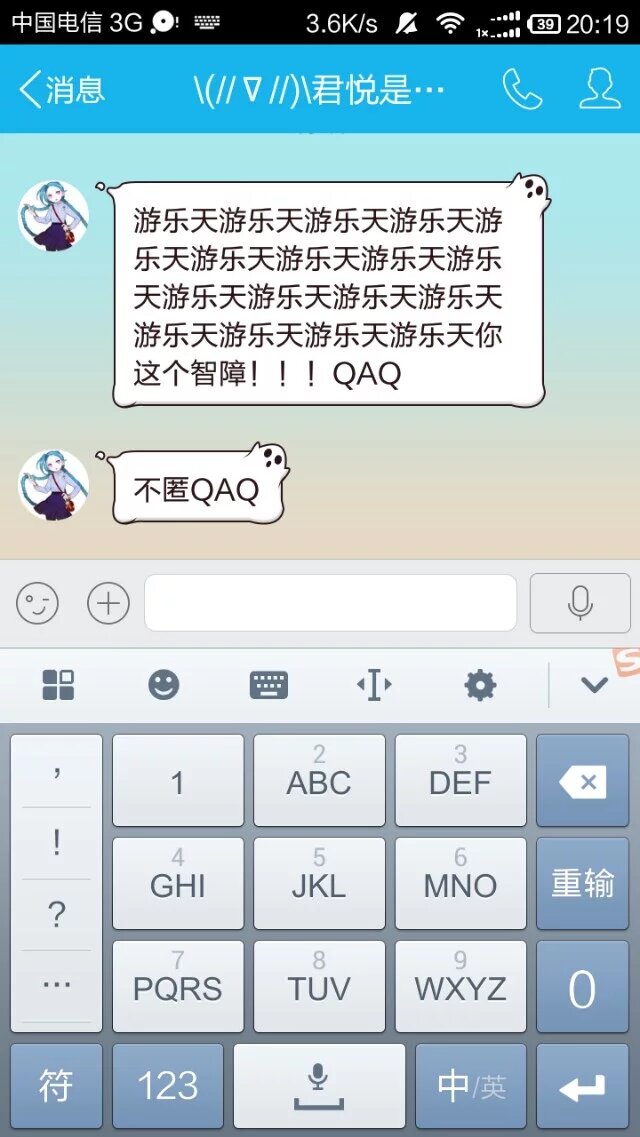 中国电信 3G 3.6K/s 1x 39 20:19
消息 \(//∇//)\君悦是…
游乐天游乐天游乐天游乐天游
乐天游乐天游乐天游乐天游乐
天游乐天游乐天游乐天游乐天
游乐天游乐天游乐天游乐天你
这个智障！！！QAQ
不匿QAQ
S
, 1 2 ABC 3 DEF
!
? 4 GHI 5 JKL 6 MNO 重输
… 7 PQRS 8 TUV 9 WXYZ 0
符 123 中/英